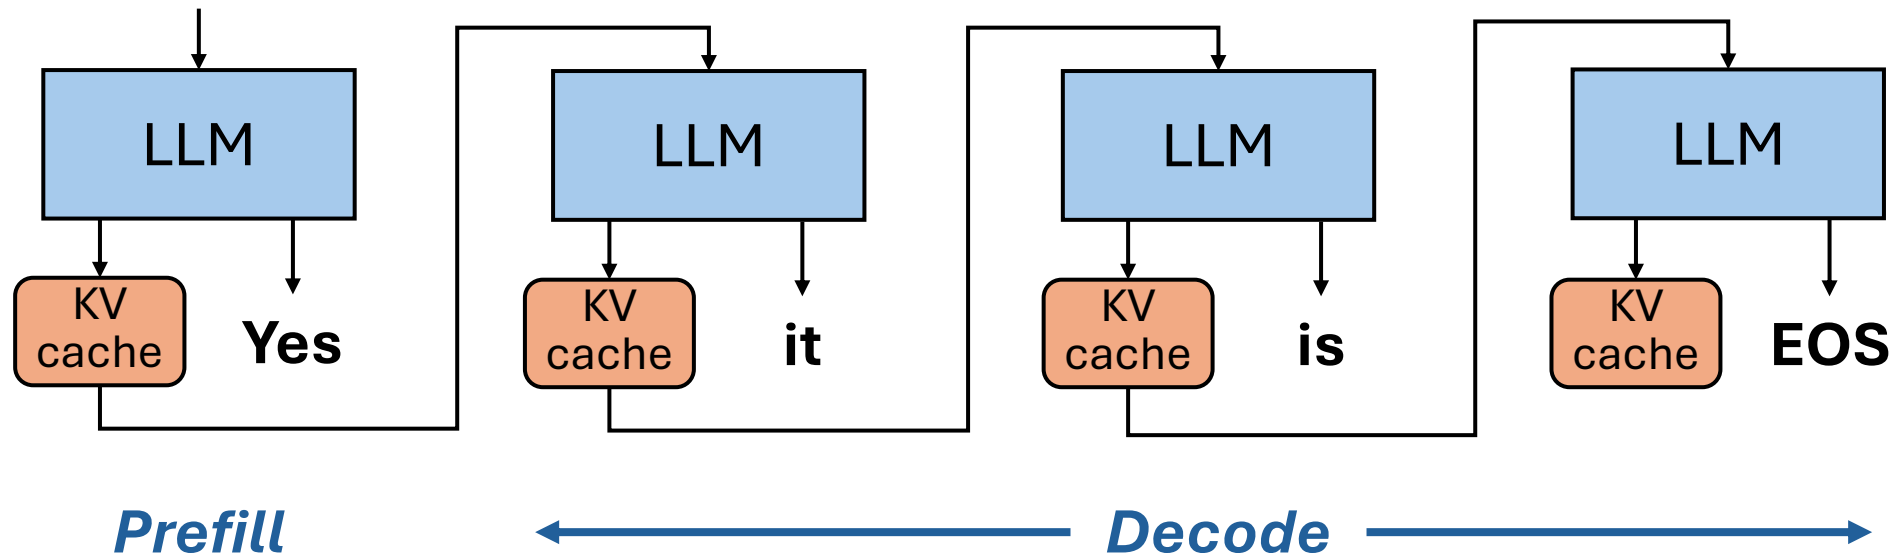 LLM
LLM
LLM
LLM
KV
cache
Yes
KV
cache
it
KV
cache
is
KV
cache
EOS
Prefill
Decode